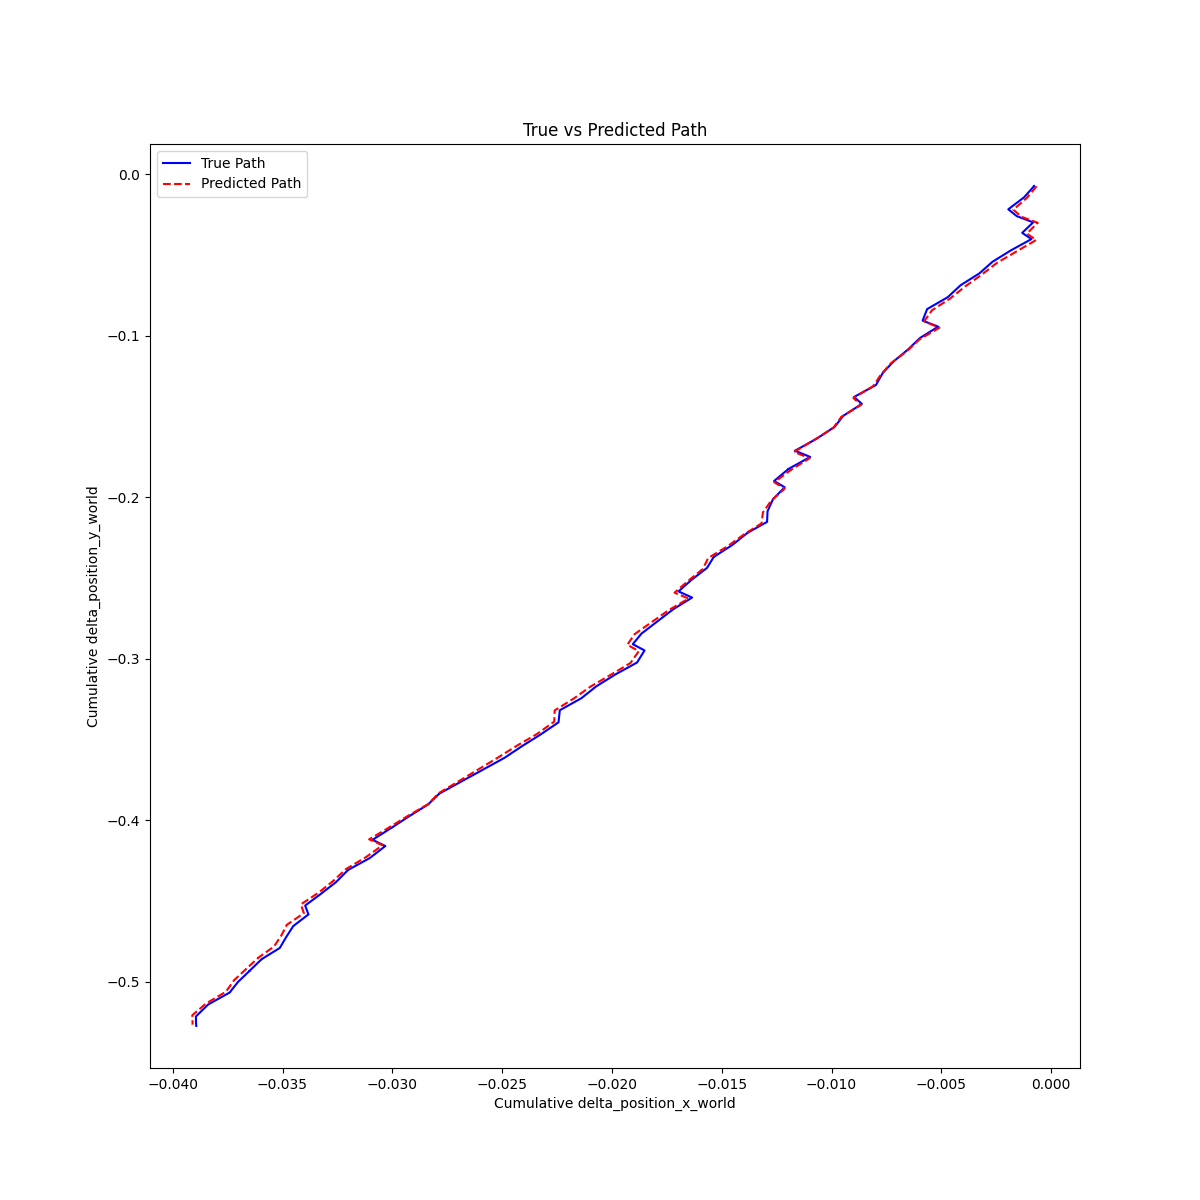 True vs Predicted Path
True Path
Predicted Path
0.0
−0.1
−0.2
−0.3
−0.4
−0.5
Cumulative delta_position_y_world
−0.040 −0.035 −0.030 −0.025 −0.020 −0.015 −0.010 −0.005 0.000
Cumulative delta_position_x_world